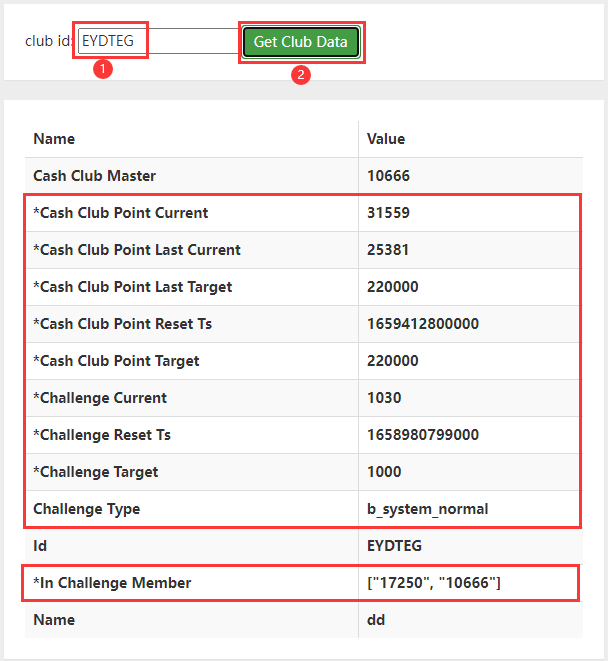 club id: EYDTEG Get Club Data
1 2
Name Value
Cash Club Master 10666
*Cash Club Point Current 31559
*Cash Club Point Last Current 25381
*Cash Club Point Last Target 220000
*Cash Club Point Reset Ts 1659412800000
*Cash Club Point Target 220000
*Challenge Current 1030
*Challenge Reset Ts 1658980799000
*Challenge Target 1000
Challenge Type b_system_normal
Id EYDTEG
*In Challenge Member ["17250", "10666"]
Name dd